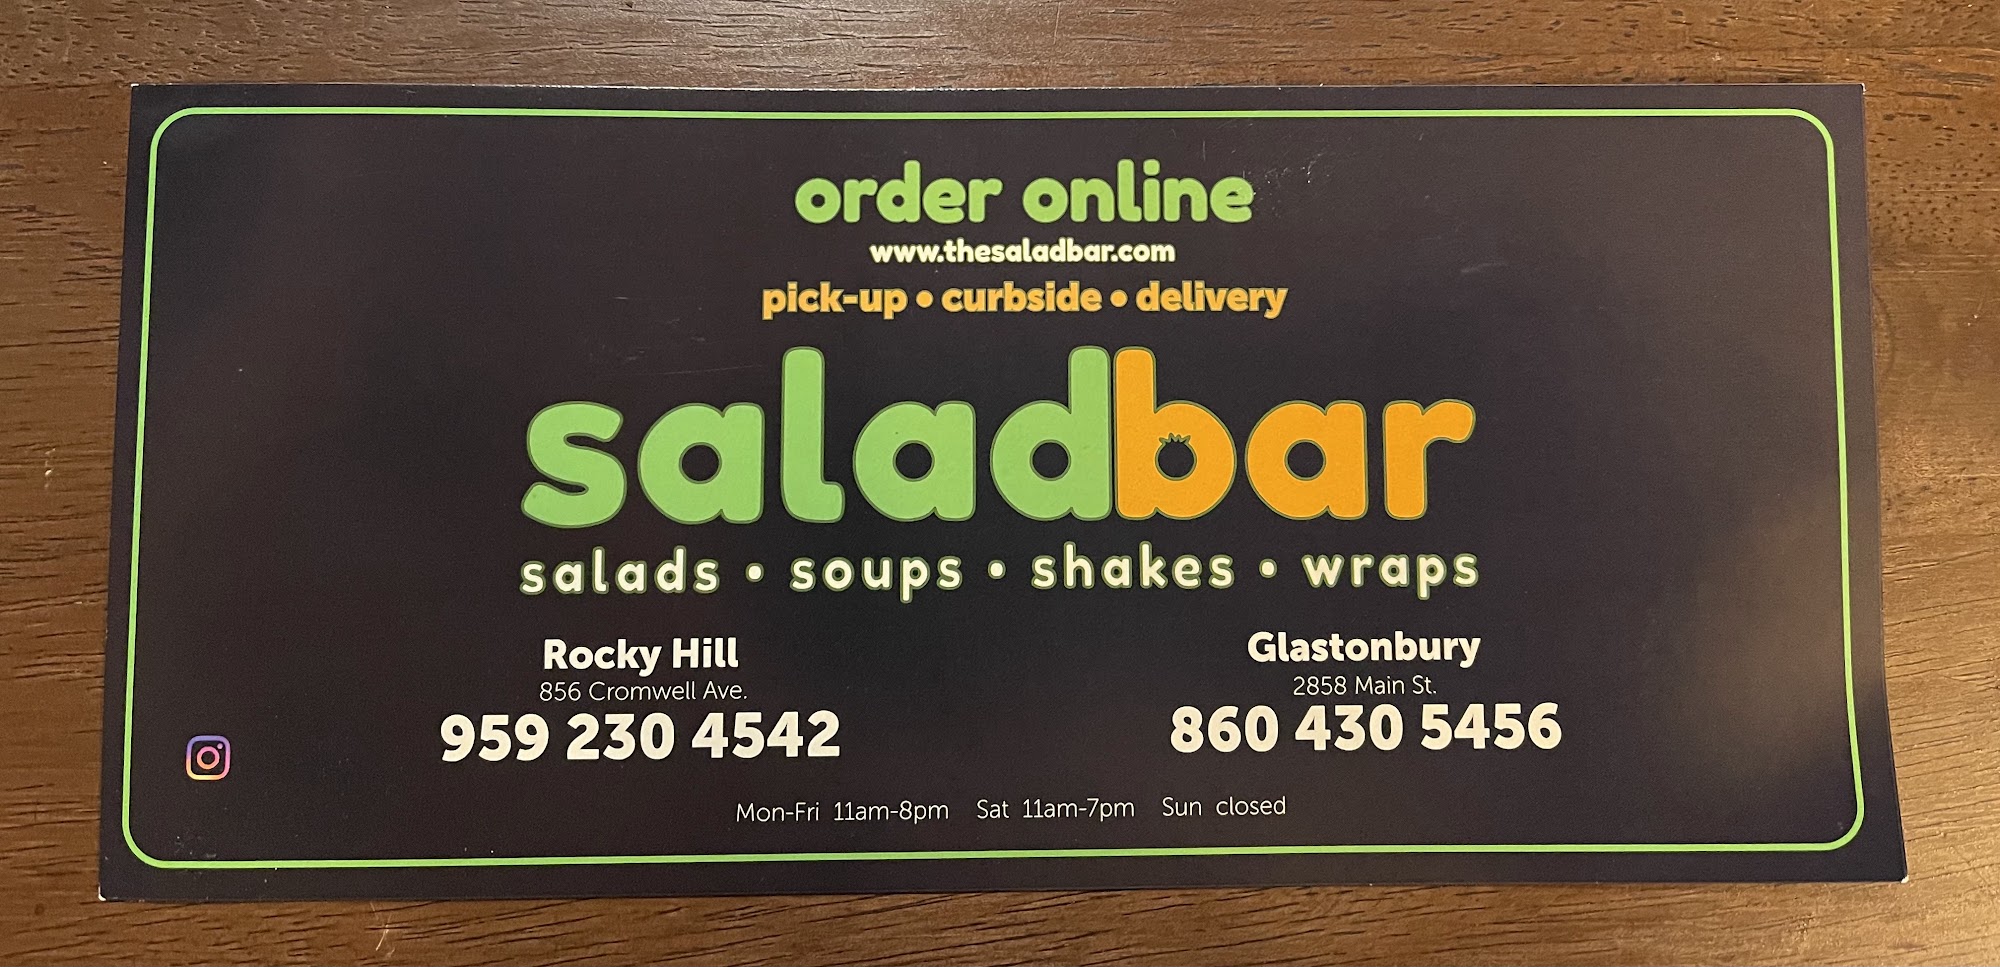 order online
www.thesaladbar.com
pick-up • curbside • delivery
saladbar
salads • soups • shakes • wraps
Rocky Hill
856 Cromwell Ave.
959 230 4542
Glastonbury
2858 Main St.
860 430 5456
Mon-Fri 11am-8pm Sat 11am-7pm Sun closed